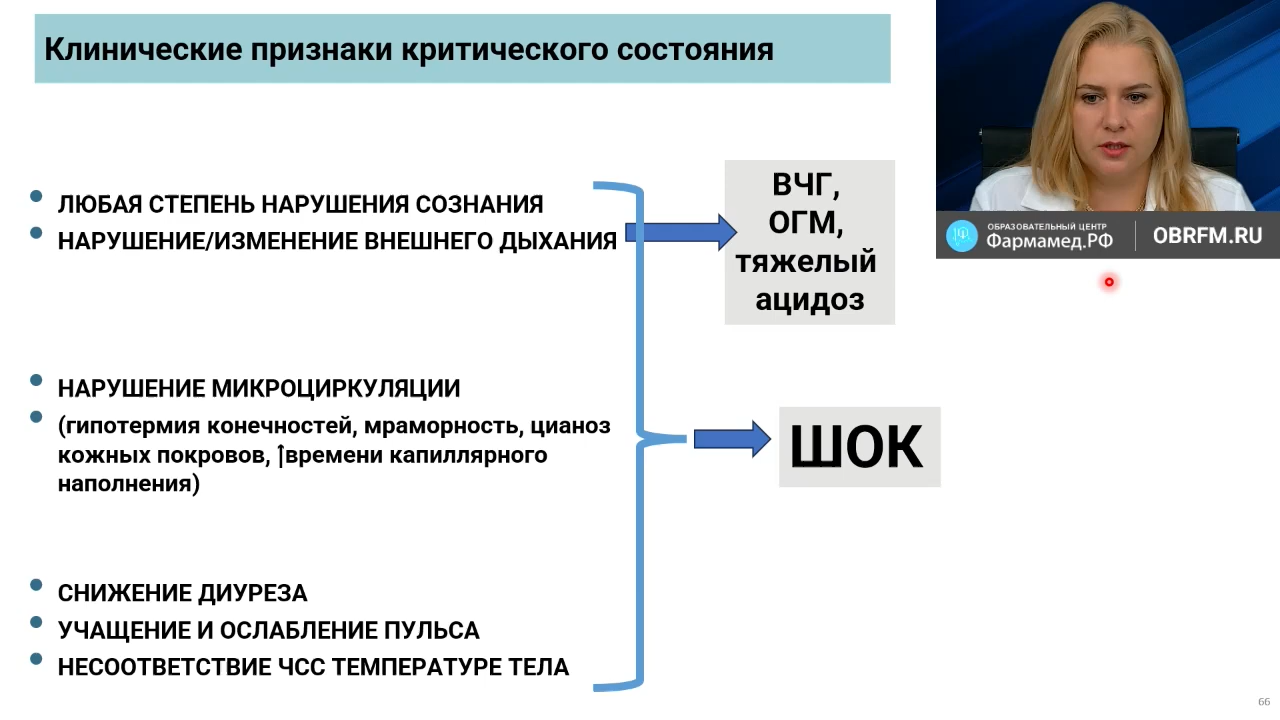 Клинические признаки критического состояния
ЛЮБАЯ СТЕПЕНЬ НАРУШЕНИЯ СОЗНАНИЯ
НАРУШЕНИЕ/ИЗМЕНЕНИЕ ВНЕШНЕГО ДЫХАНИЯ
ВЧГ,
ОГМ,
тяжелый
ацидоз
НАРУШЕНИЕ МИКРОЦИРКУЛЯЦИИ
(гипотермия конечностей, мраморность, цианоз
кожных покровов, ↑времени капиллярного
наполнения)
ШОК
СНИЖЕНИЕ ДИУРЕЗА
УЧАЩЕНИЕ И ОСЛАБЛЕНИЕ ПУЛЬСА
НЕСООТВЕТСТВИЕ ЧСС ТЕМПЕРАТУРЕ ТЕЛА
ОБРАЗОВАТЕЛЬНЫЙ ЦЕНТР
Фармамед.РФ
OBRFM.RU
66